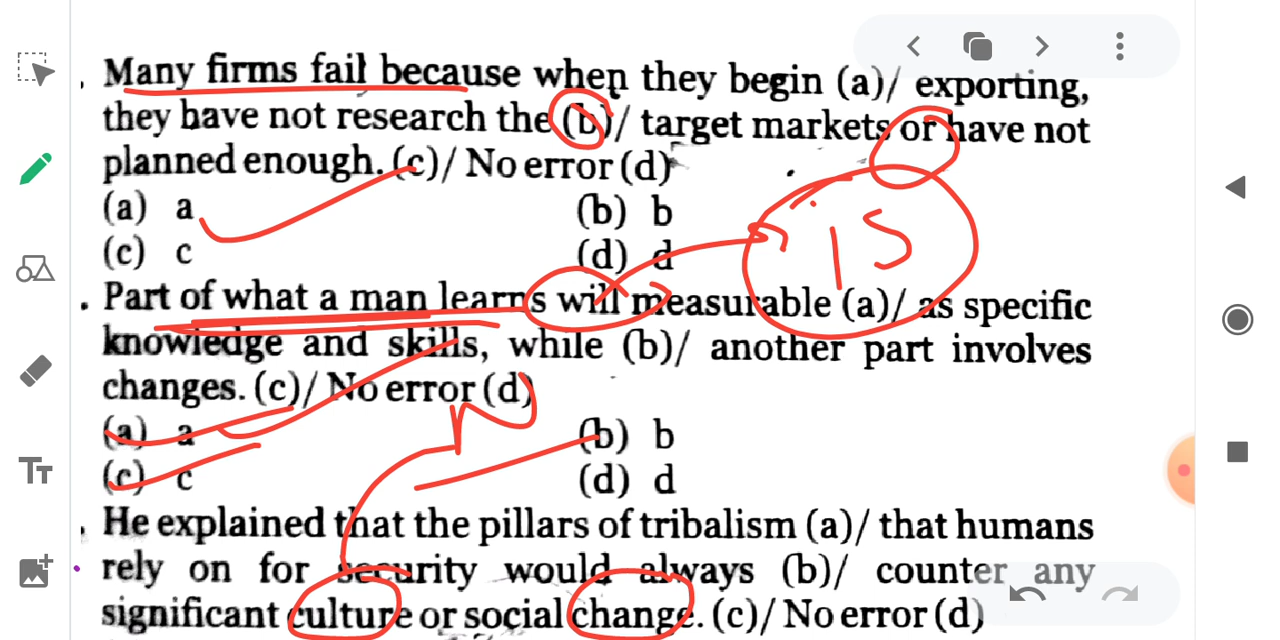 . Many firms fail because when they begin (a)/ exporting,
they have not research the (b)/ target markets or have not
planned enough. (c)/ No error (d)
(a) a (b) b
(c) c (d) d
is
. Part of what a man learns will measurable (a)/ as specific
knowledge and skills, while (b)/ another part involves
changes. (c)/ No error (d)
(a) a (b) b
(c) c (d) d
. He explained that the pillars of tribalism (a)/ that humans
rely on for security would always (b)/ counter any
significant culture or social change. (c)/ No error (d)
TT